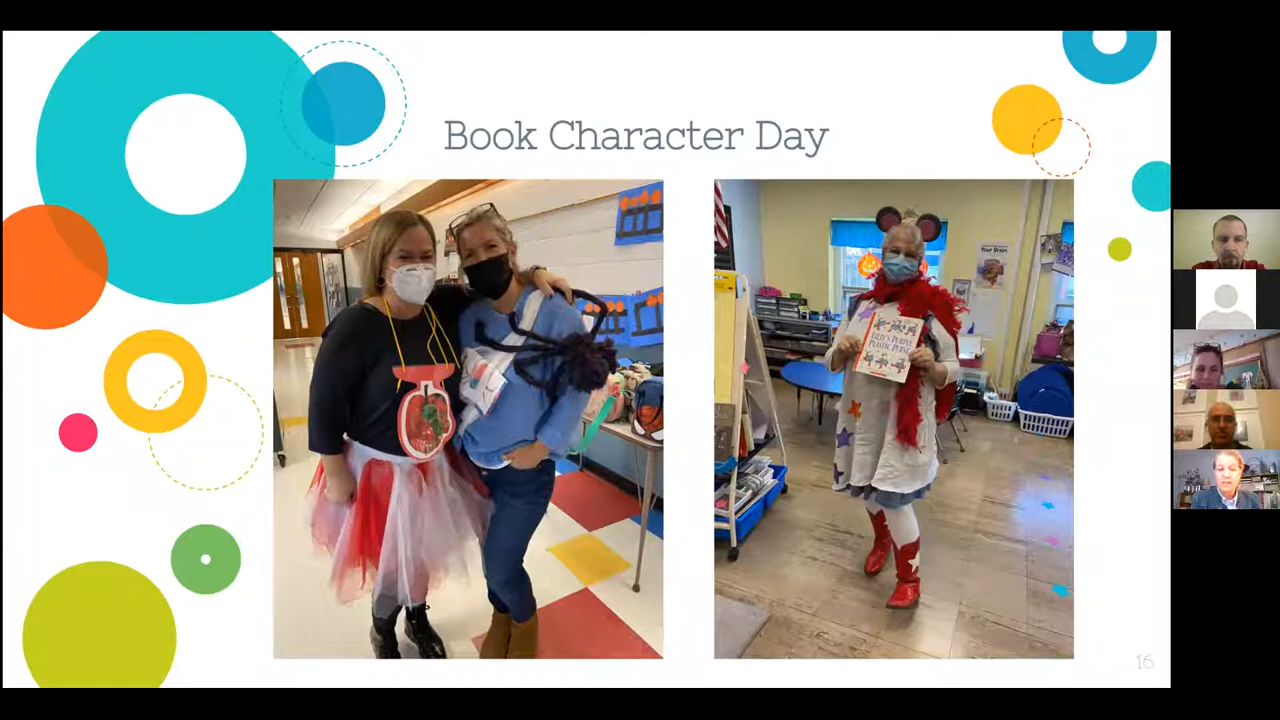 Book Character Day
Your Brain
LILLY'S PURPLE
PLASTIC PURSE
16